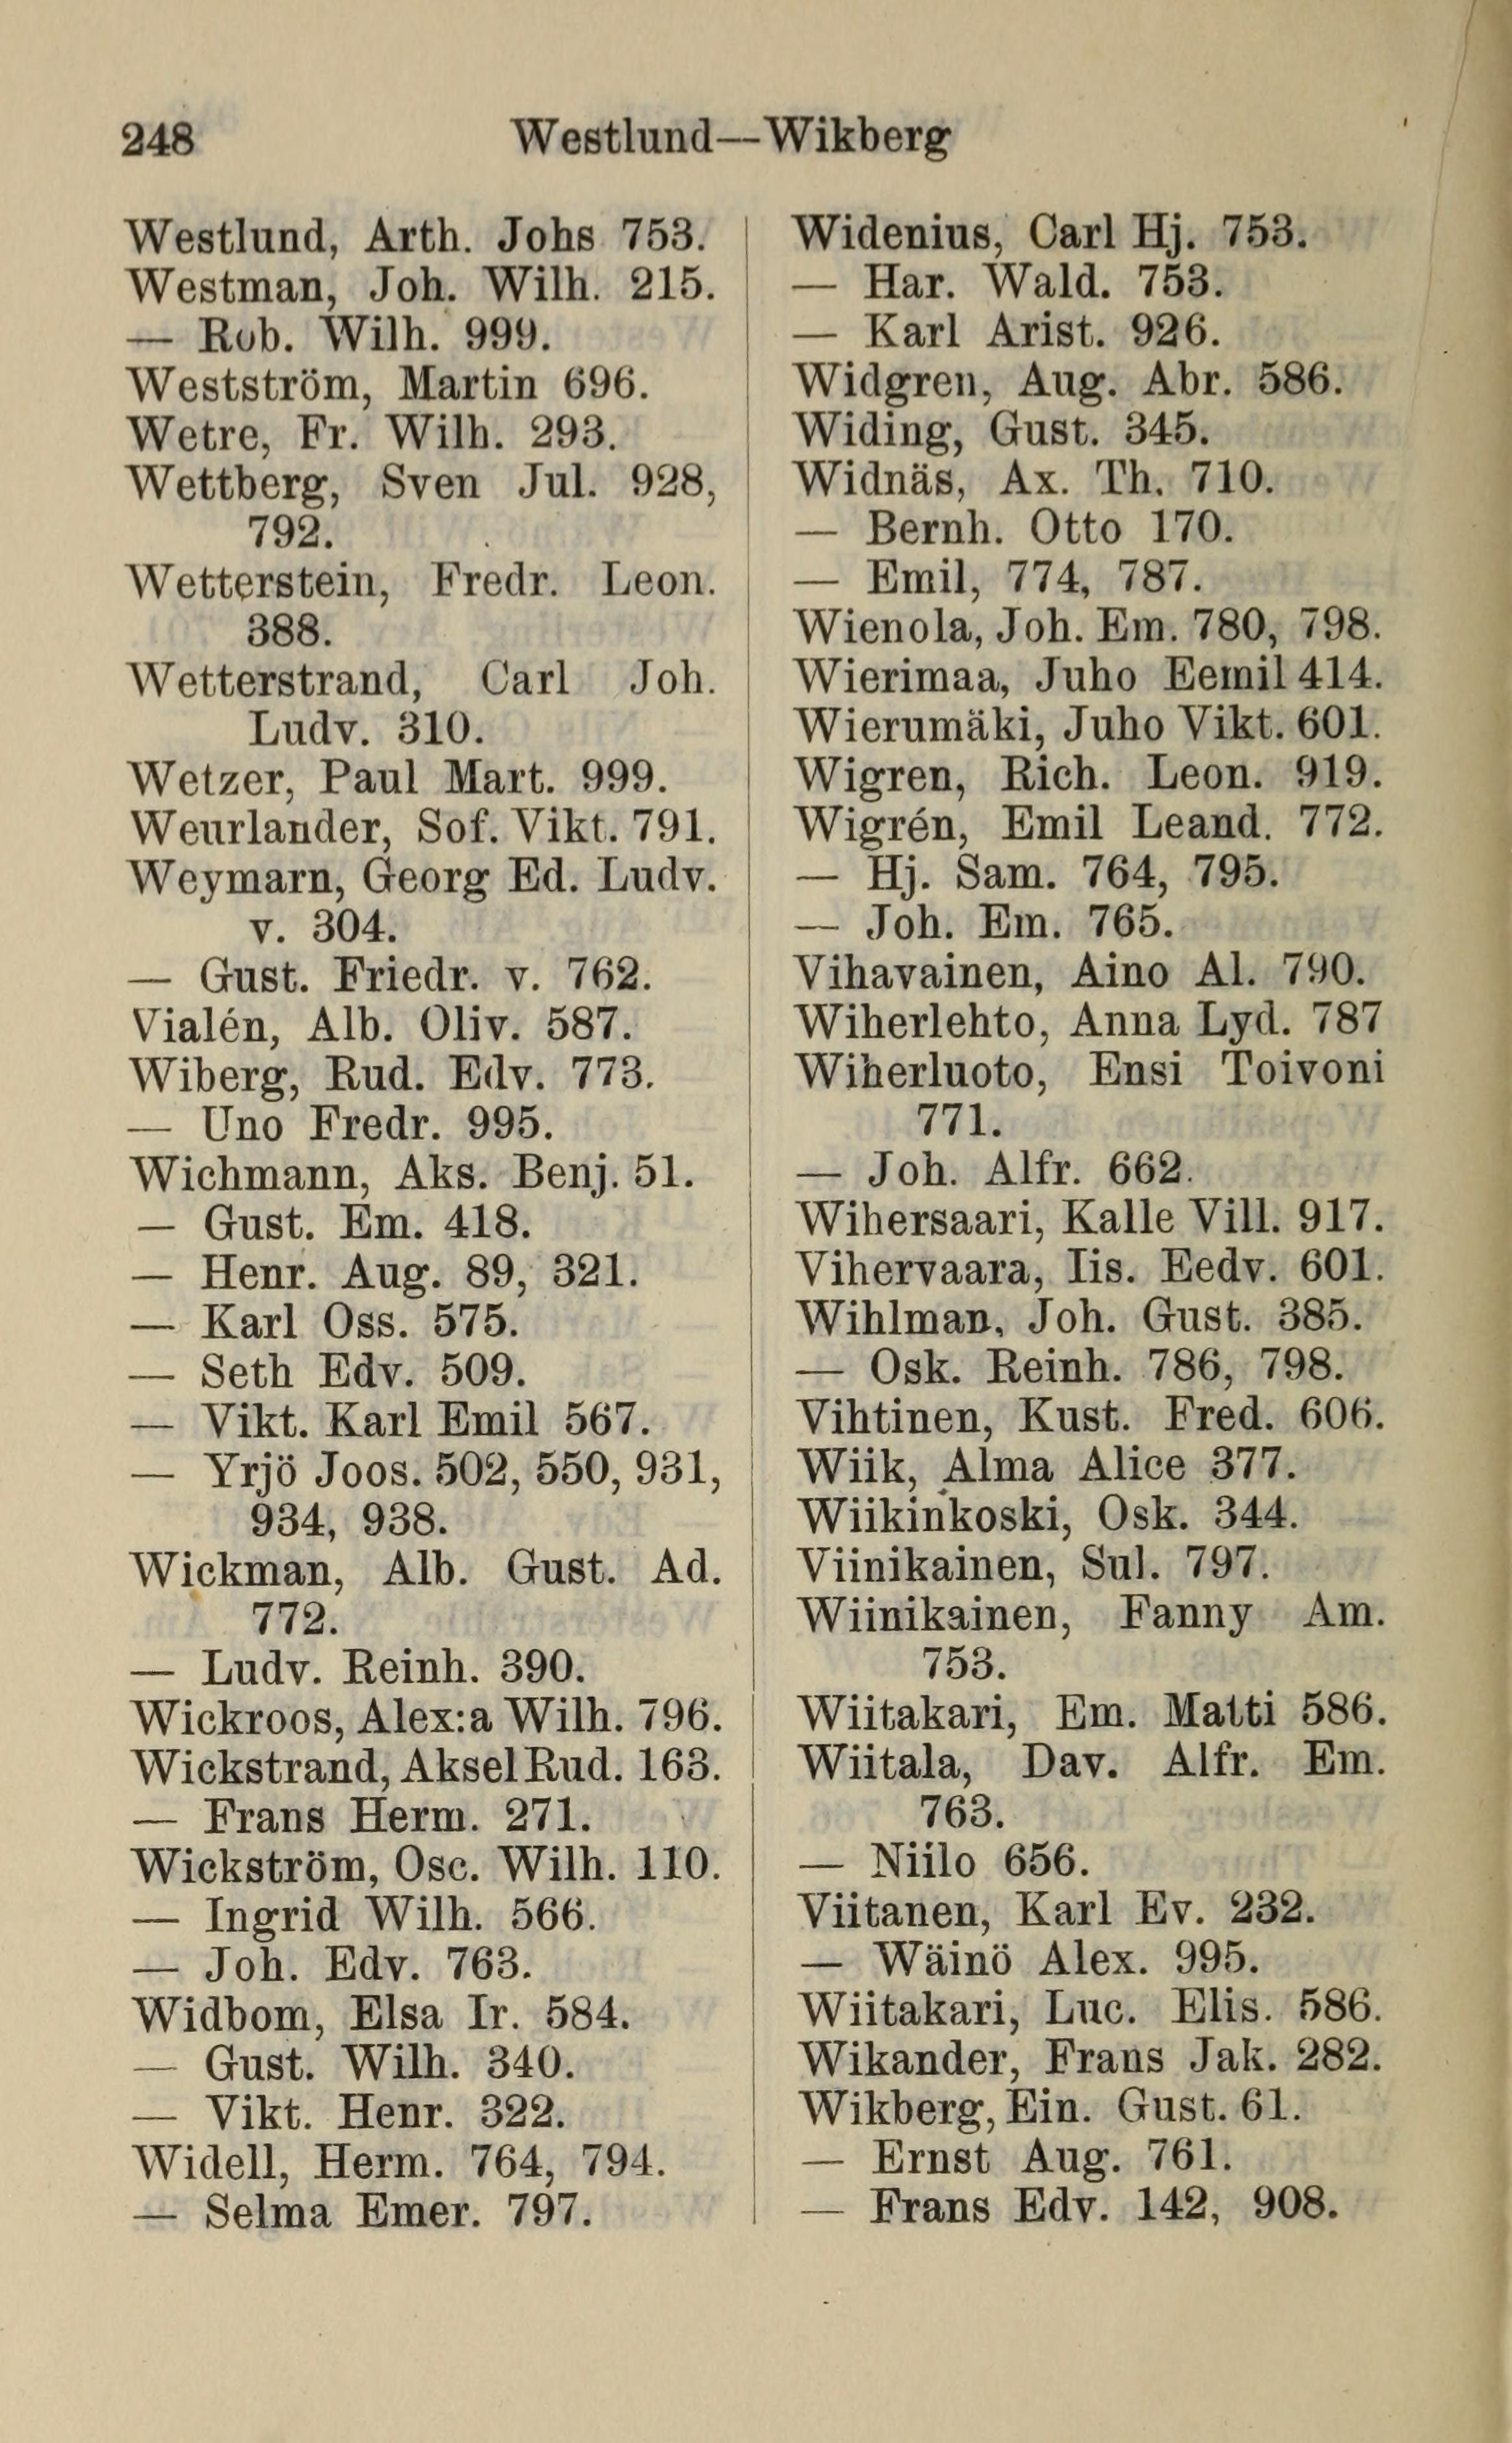 248 Westlund—Wikberg
Westlund, Arth. Johs 753.
Westman, Joh. Wilh. 215.
— Rob. Wilh. 999.
Westström, Martin 696.
Wetre, Fr. Wilh. 293.
Wettberg, Sven Jul. 928,
792.
Wetterstein, Fredr. Leon.
388.
Wetterstrand, Carl Joh.
Ludv. 310.
Wetzer, Paul Mart. 999.
Weurlander, Sof. Vikt. 791.
Weymarn, Georg Ed. Ludv.
v. 304.
— Gust. Friedr. v. 762.
Vialén, Alb. Oliv. 587.
Wiberg, Rud. Edv. 773.
— Uno Fredr. 995.
Wichmann, Aks. Benj. 51.
— Gust. Em. 418.
— Henr. Aug. 89, 321.
— Karl Oss. 575.
— Seth Edv. 509.
— Vikt. Karl Emil 567.
— Yrjö Joos. 502, 550, 931,
934, 938.
Wickman, Alb. Gust. Ad.
772.
— Ludv. Reinh. 390.
Wickroos, Alex:a Wilh. 796.
Wickstrand, Aksel Rud. 163.
— Frans Herm. 271.
Wickström, Osc. Wilh. 110.
— Ingrid Wilh. 566.
— Joh. Edv. 763.
Widbom, Elsa Ir. 584.
— Gust. Wilh. 340.
— Vikt. Henr. 322.
Widell, Herm. 764, 794.
— Selma Emer. 797.
Widenius, Carl Hj. 753.
— Har. Wald. 753.
— Karl Arist. 926.
Widgren, Aug. Abr. 586.
Widing, Gust. 345.
Widnäs, Ax. Th. 710.
— Bernh. Otto 170.
— Emil, 774, 787.
Wienola, Joh. Em. 780, 798.
Wierimaa, Juho Eemil 414.
Wierumäki, Juho Vikt. 601.
Wigren, Rich. Leon. 919.
Wigrén, Emil Leand. 772.
— Hj. Sam. 764, 795.
— Joh. Em. 765.
Vihavainen, Aino Al. 790.
Wiherlehto, Anna Lyd. 787
Wiherluoto, Ensi Toivoni
771.
— Joh. Alfr. 662.
Wihersaari, Kalle Vill. 917.
Vihervaara, Iis. Eedv. 601.
Wihlman, Joh. Gust. 385.
— Osk. Reinh. 786, 798.
Vihtinen, Kust. Fred. 606.
Wiik, Alma Alice 377.
Wiikinkoski, Osk. 344.
Viinikainen, Sul. 797.
Wiinikainen, Fanny Am.
753.
Wiitakari, Em. Matti 586.
Wiitala, Dav. Alfr. Em.
763.
— Niilo 656.
Viitanen, Karl Ev. 232.
— Wäinö Alex. 995.
Wiitakari, Luc. Elis. 586.
Wikander, Frans Jak. 282.
Wikberg, Ein. Gust. 61.
— Ernst Aug. 761.
— Frans Edv. 142, 908.